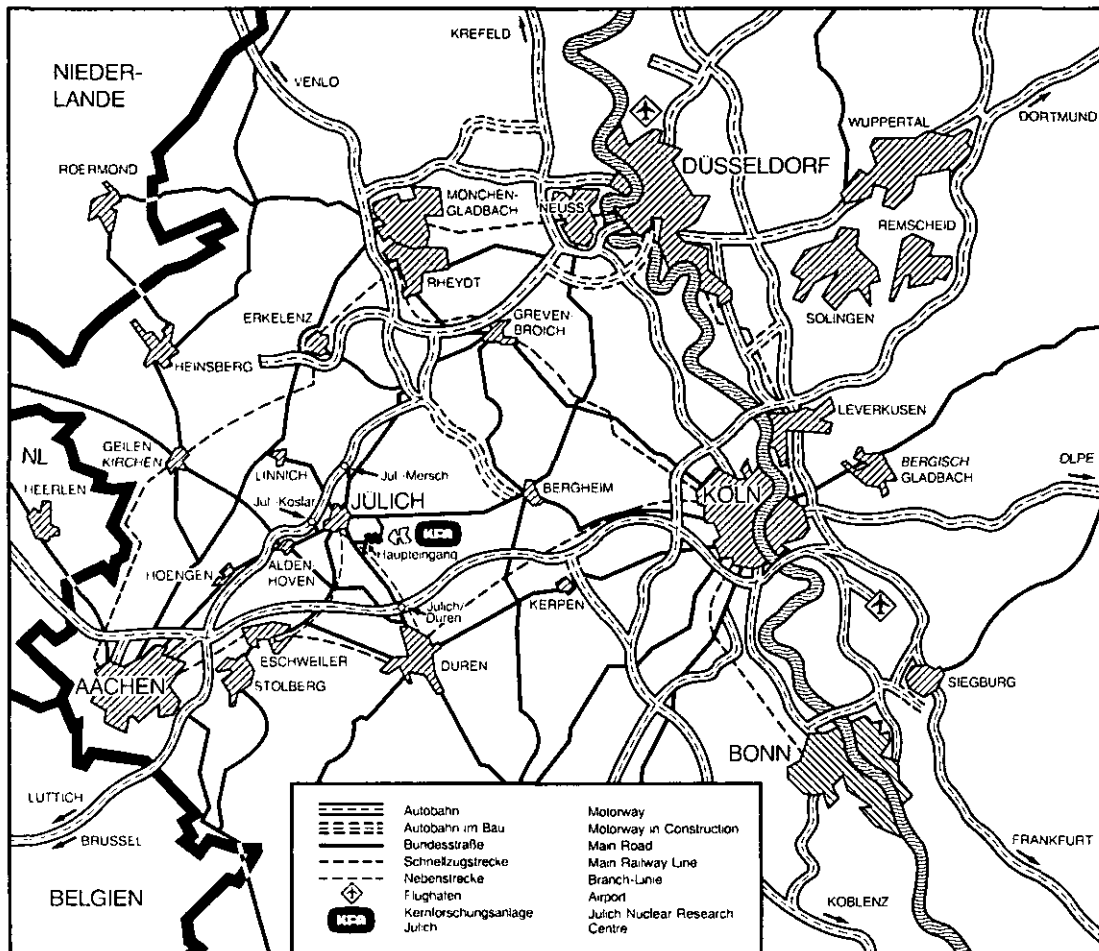 KREFELD
NIEDER-
LANDE
VENLO
DORTMUND
WUPPERTAL
DÜSSELDORF
ROERMOND
MÖNCHEN-
GLADBACH
NEUSS
REMSCHEID
RHEYDT
ERKELENZ
GREVEN-
BROICH
SOLINGEN
HEINSBERG
LEVERKUSEN
GEILEN
KIRCHEN
NL
HEERLEN
LINNICH
Jül.-Mersch
BERGISCH
GLADBACH
OLPE
Jül.-Koslar
JÜLICH
BERGHEIM
KÖLN
KFA
Haupteingang
HOENGEN
ALDEN-
HOVEN
KERPEN
Jülich/
Düren
ESCHWEILER
DÜREN
AACHEN
STOLBERG
SIEGBURG
BONN
LÜTTICH
BRÜSSEL
FRANKFURT
BELGIEN
KOBLENZ
Autobahn Motorway
Autobahn im Bau Motorway in Construction
Bundesstraße Main Road
Schnellzugstrecke Main Railway Line
Nebenstrecke Branch-Linie
Flughafen Airport
KFA Kernforschungsanlage Jülich Nuclear Research
Jülich Centre